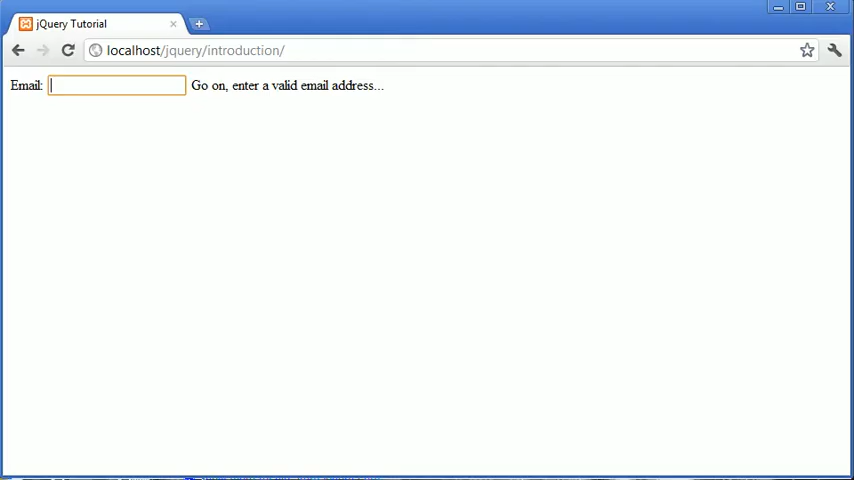 jQuery Tutorial
localhost/jquery/introduction/
Email: Go on, enter a valid email address...